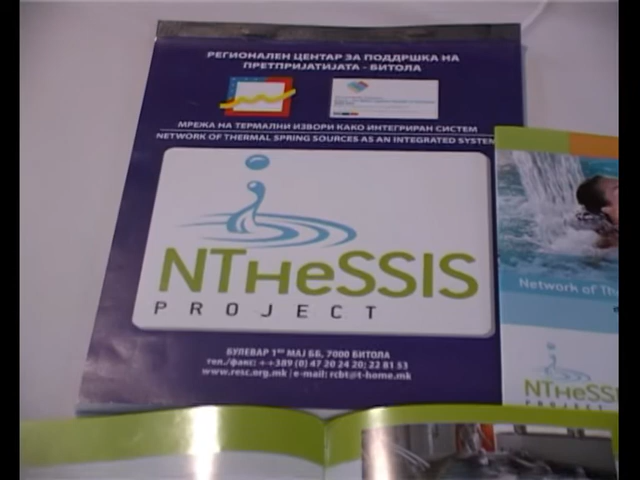 РЕГИОНАЛЕН ЦЕНТАР ЗА ПОДДРШКА НА
ПРЕТПРИЈАТИЈАТА - БИТОЛА
МРЕЖА НА ТЕРМАЛНИ ИЗВОРИ КАКО ИНТЕГРИРАН СИСТЕМ
NETWORK OF THERMAL SPRING SOURCES AS AN INTEGRATED SYSTEM
NTHeSSIS
PROJECT
БУЛЕВАР 1ВИ МАЈ ББ, 7000 БИТОЛА
тел./факс: ++389 (0) 47 20 24 20; 22 81 53
www.resc.org.mk | e-mail: rcbt@t-home.mk
Network of
NTHeSSIS
PROJECT